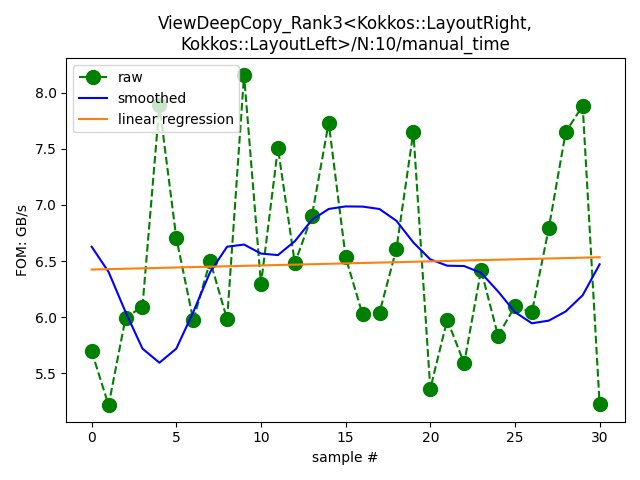 ViewDeepCopy_Rank3<Kokkos::LayoutRight,
Kokkos::LayoutLeft>/N:10/manual_time
raw
smoothed
linear regression
FOM: GB/s
8.0
7.5
7.0
6.5
6.0
5.5
0 5 10 15 20 25 30
sample #